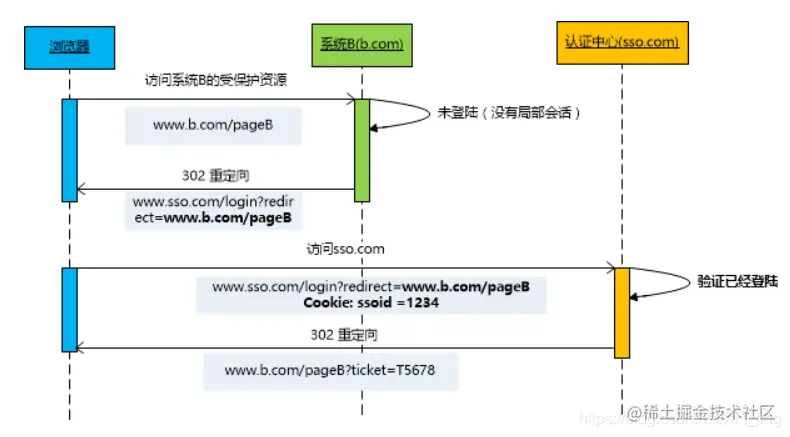 浏览器
系统B(b.com)
认证中心(sso.com)
访问系统B的受保护资源
www.b.com/pageB
未登陆（没有局部会话）
302 重定向
www.sso.com/login?redir
ect=www.b.com/pageB
访问sso.com
www.sso.com/login?redirect=www.b.com/pageB
Cookie: ssoid =1234
验证已经登陆
302 重定向
www.b.com/pageB?ticket=T5678
@稀土掘金技术社区